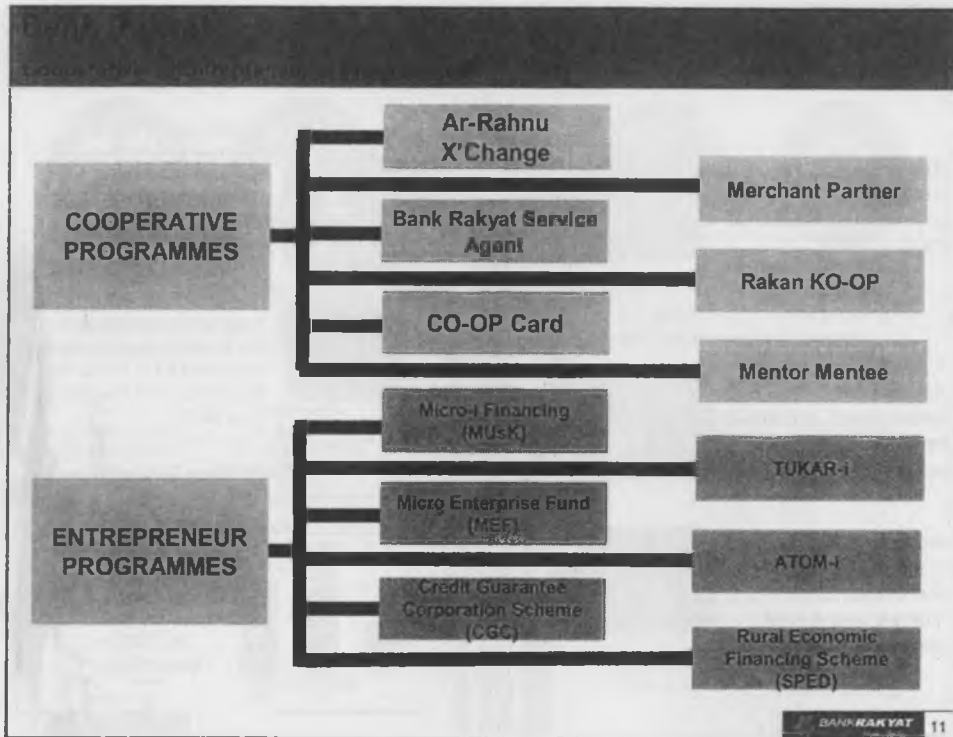 Bank Rakyat
COOPERATIVE
PROGRAMMES
Ar-Rahnu
X'Change
Merchant Partner
Bank Rakyat Service
Agent
Rakan KO-OP
CO-OP Card
Mentor Mentee
ENTREPRENEUR
PROGRAMMES
Micro-i Financing
(MUsK)
TUKAR-i
Micro Enterprise Fund
(MEF)
ATOM-i
Credit Guarantee
Corporation Scheme
(CGC)
Rural Economic
Financing Scheme
(SPED)
BANKRAKYAT
11